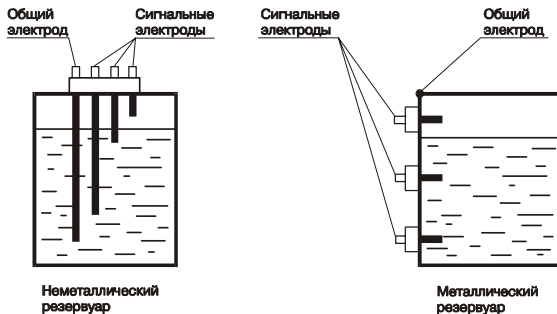 Общий
электрод
Сигнальные
электроды
Сигнальные
электроды
Общий
электрод
Неметаллический
резервуар
Металлический
резервуар